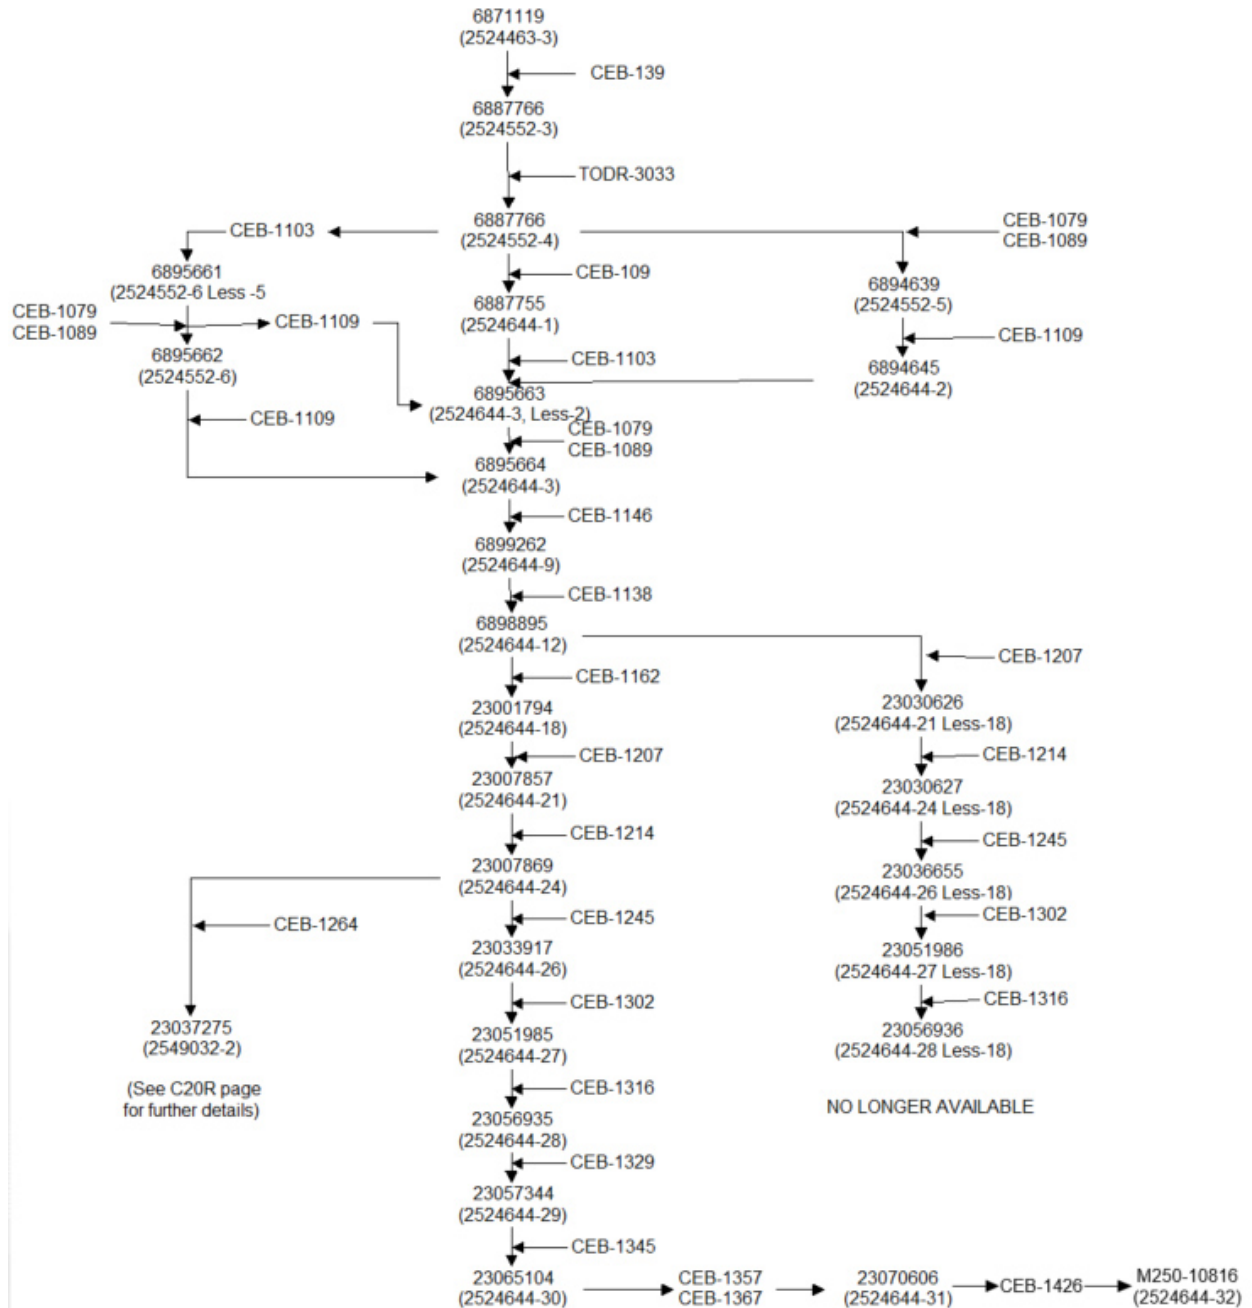 6871119
(2524463-3)
CEB-139
6887766
(2524552-3)
TODR-3033
6887766
(2524552-4)
CEB-1103
CEB-1079
CEB-1089
6895661
(2524552-6 Less -5
CEB-109
6894639
(2524552-5)
6887755
(2524644-1)
CEB-1079
CEB-1089
CEB-1109
CEB-1109
6895662
(2524552-6)
CEB-1103
6894645
(2524644-2)
6895663
(2524644-3, Less-2)
CEB-1109
CEB-1079
CEB-1089
6895664
(2524644-3)
CEB-1146
6899262
(2524644-9)
CEB-1138
6898895
(2524644-12)
CEB-1207
CEB-1162
23001794
(2524644-18)
23030626
(2524644-21 Less-18)
CEB-1207
CEB-1214
23007857
(2524644-21)
23030627
(2524644-24 Less-18)
CEB-1214
CEB-1245
23007869
(2524644-24)
23036655
(2524644-26 Less-18)
CEB-1264
CEB-1245
CEB-1302
23033917
(2524644-26)
23051986
(2524644-27 Less-18)
CEB-1302
CEB-1316
23037275
(2549032-2)
23051985
(2524644-27)
23056936
(2524644-28 Less-18)
(See C20R page
for further details)
CEB-1316
NO LONGER AVAILABLE
23056935
(2524644-28)
CEB-1329
23057344
(2524644-29)
CEB-1345
23065104
(2524644-30)
CEB-1357
CEB-1367
23070606
(2524644-31)
CEB-1426
M250-10816
(2524644-32)